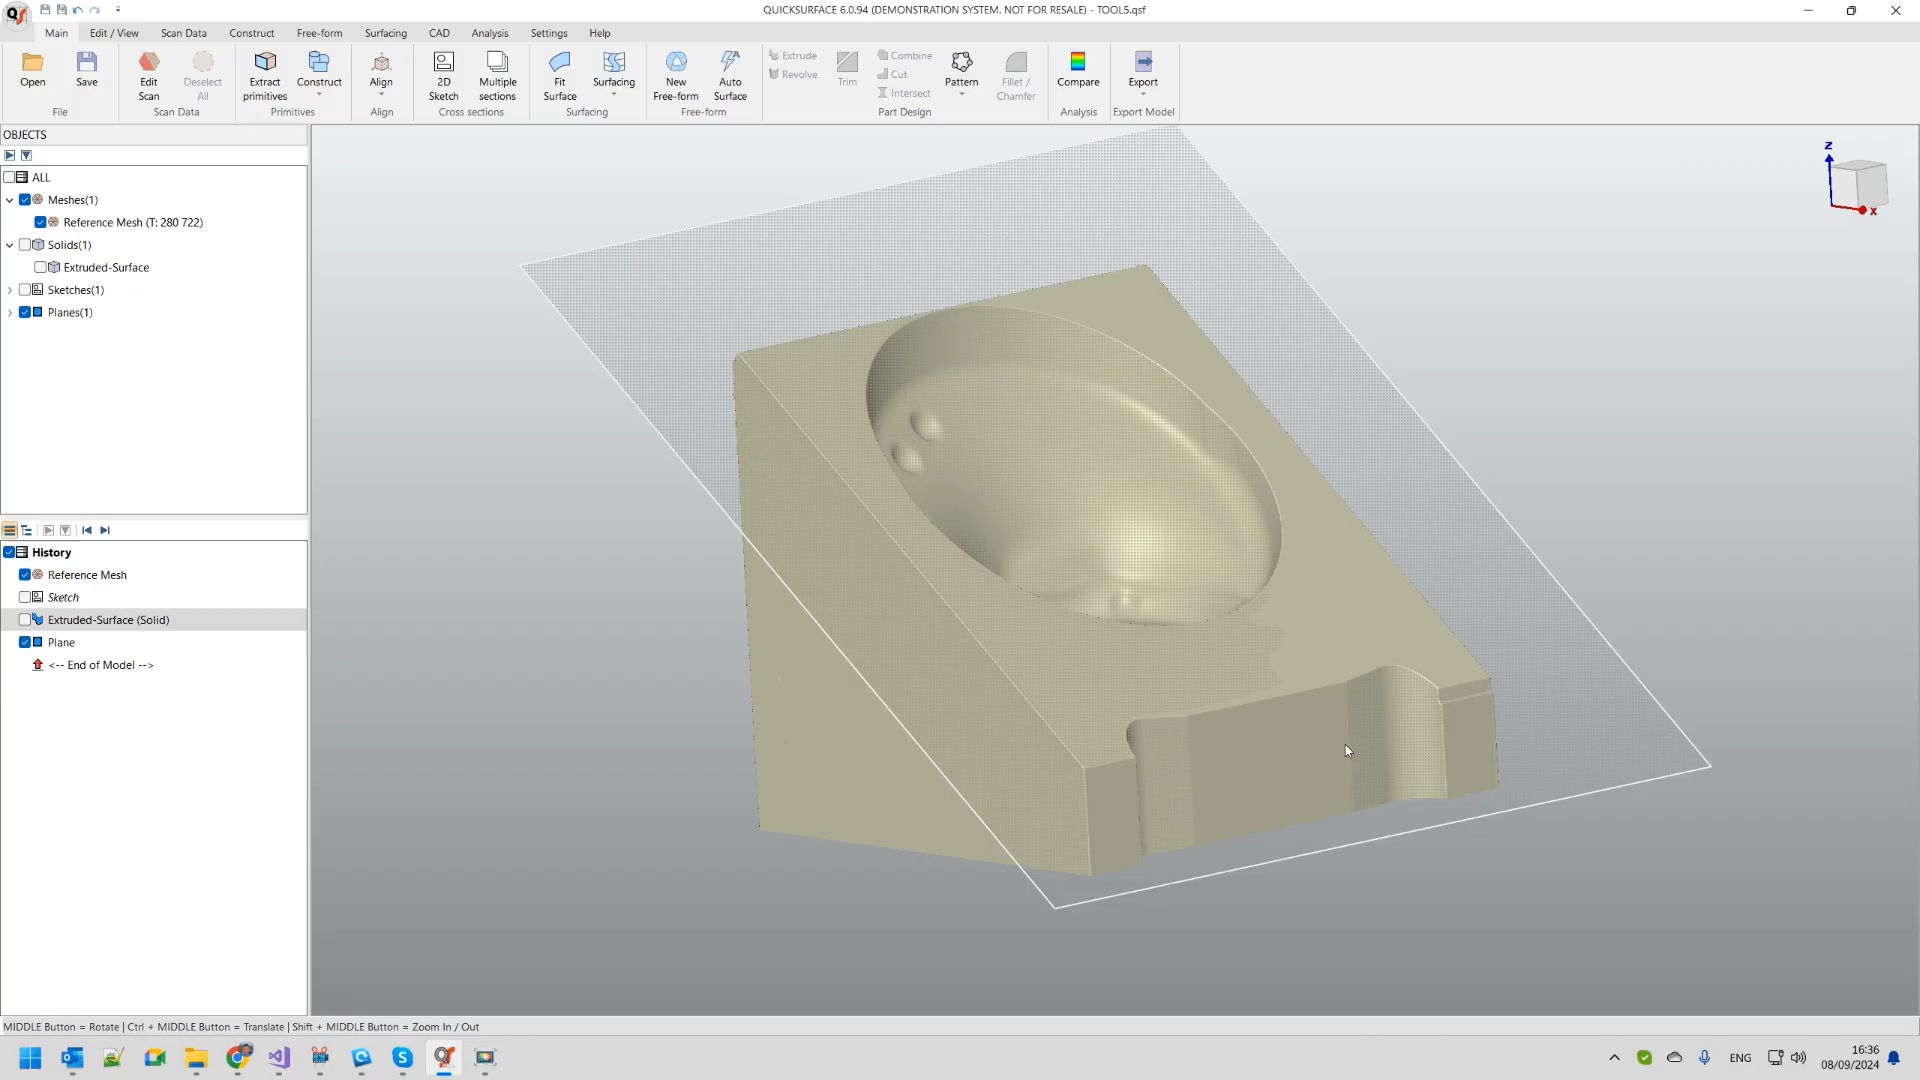 QUICKSURFACE 6.0.94 (DEMONSTRATION SYSTEM. NOT FOR RESALE) - TOOL5.qsf
Main Edit / View Scan Data Construct Free-form Surfacing CAD Analysis Settings Help
Open Save Edit Scan Deselect All Extract primitives Construct Align 2D Sketch Multiple sections Fit Surface Surfacing New Free-form Auto Surface Extrude Revolve Trim Combine Cut Intersect Pattern Fillet / Chamfer Compare Export
File Scan Data Primitives Align Cross sections Surfacing Free-form Part Design Analysis Export Model
OBJECTS
ALL
Meshes(1)
Reference Mesh (T: 280 722)
Solids(1)
Extruded-Surface
Sketches(1)
Planes(1)
Z
X
History
Reference Mesh
Sketch
Extruded-Surface (Solid)
Plane
<-- End of Model -->
MIDDLE Button = Rotate | Ctrl + MIDDLE Button = Translate | Shift + MIDDLE Button = Zoom In / Out
ENG
16:36
08/09/2024